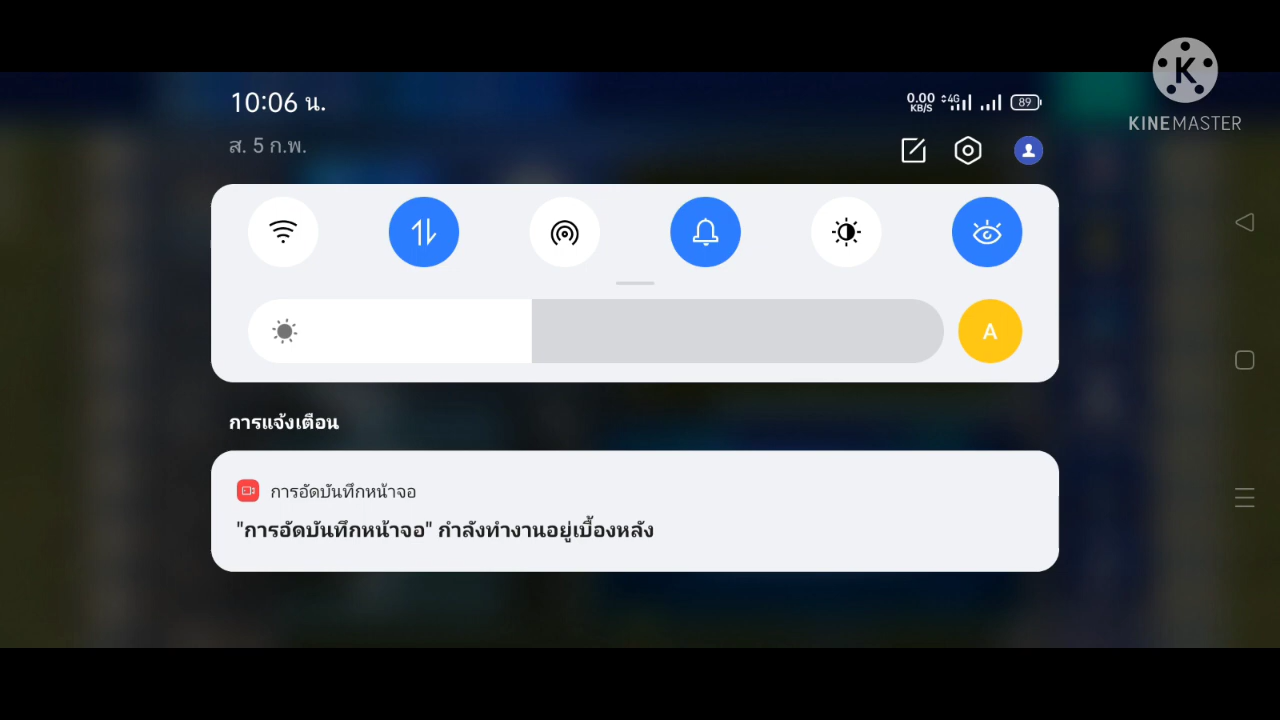 10:06 น.
0.00 KB/S 4G 89
KINEMASTER
ส. 5 ก.พ.
A
การแจ้งเตือน
การอัดบันทึกหน้าจอ
"การอัดบันทึกหน้าจอ" กำลังทำงานอยู่เบื้องหลัง